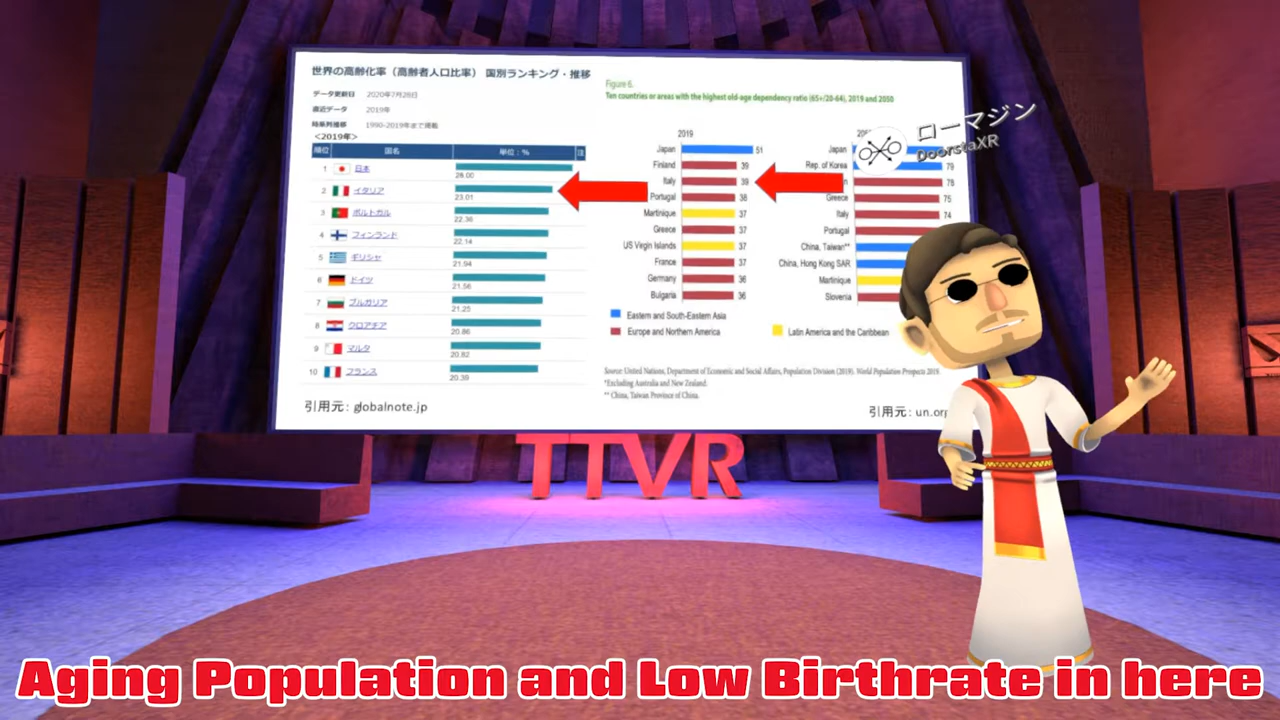 世界の高齢化率（高齢者人口比率） 国別ランキング・推移
データ更新日 2020年7月28日
直近データ 2019年
時系列推移 1990-2019年まで掲載
<2019年>
順位 国名 単位：% 注
1 日本 28.00
2 イタリア 23.01
3 ポルトガル 22.36
4 フィンランド 22.14
5 ギリシャ 21.94
6 ドイツ 21.56
7 ブルガリア 21.25
8 クロアチア 20.86
9 マルタ 20.82
10 フランス 20.39
引用元: globalnote.jp
Figure 6.
Ten countries or areas with the highest old-age dependency ratio (65+/20-64), 2019 and 2050
2019
Japan 51
Finland 39
Italy 39
Portugal 38
Martinique 37
Greece 37
US Virgin Islands 37
France 37
Germany 36
Bulgaria 36
Japan
Rep. of Korea 79
78
Greece 75
Italy 74
Portugal
China, Taiwan**
China, Hong Kong SAR
Martinique
Slovenia
Eastern and South-Eastern Asia
Europe and Northern America
Latin America and the Caribbean
Source: United Nations, Department of Economic and Social Affairs, Population Division (2019). World Population Prospects 2019.
*Excluding Australia and New Zealand.
** China, Taiwan Province of China.
引用元: un.org
ローマジン
DoorstaXR
TTVR
Aging Population and Low Birthrate in here